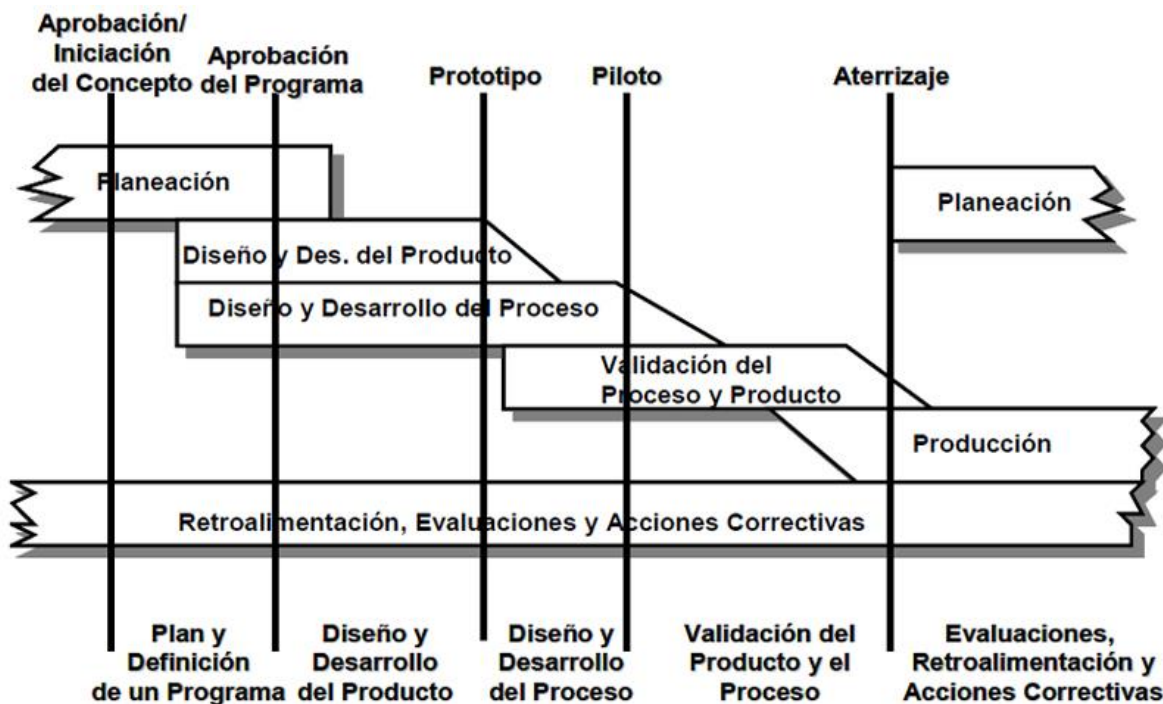 Aprobación/
Iniciación
del Concepto
Aprobación
del Programa
Prototipo
Piloto
Aterrizaje
Planeación
Planeación
Diseño y Des. del Producto
Diseño y Desarrollo del Proceso
Validación del
Proceso y Producto
Producción
Retroalimentación, Evaluaciones y Acciones Correctivas
Plan y
Definición
de un Programa
Diseño y
Desarrollo
del Producto
Diseño y
Desarrollo
del Proceso
Validación del
Producto y el
Proceso
Evaluaciones,
Retroalimentación y
Acciones Correctivas